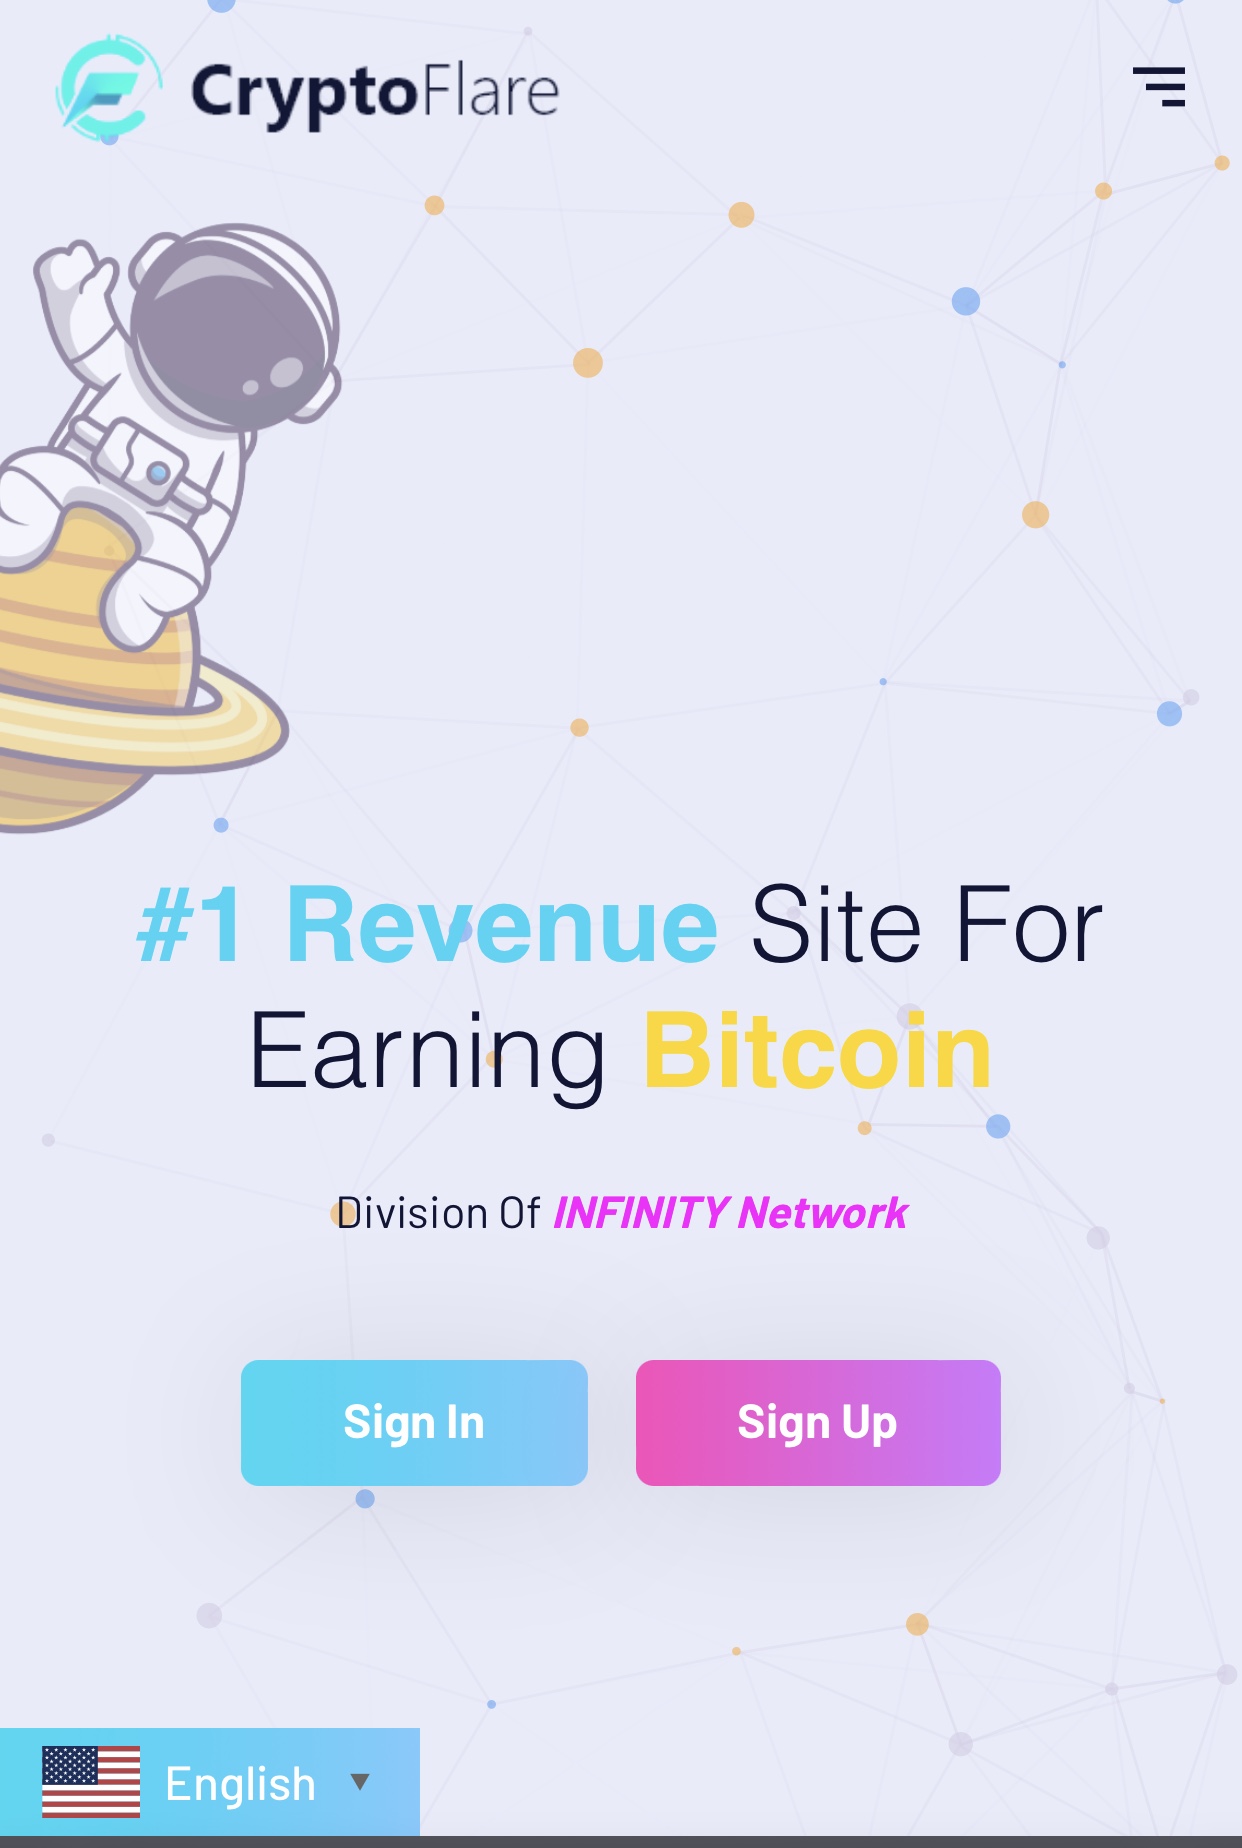 CryptoFlare
#1 Revenue Site For
Earning Bitcoin
Division Of INFINITY Network
Sign In
Sign Up
English